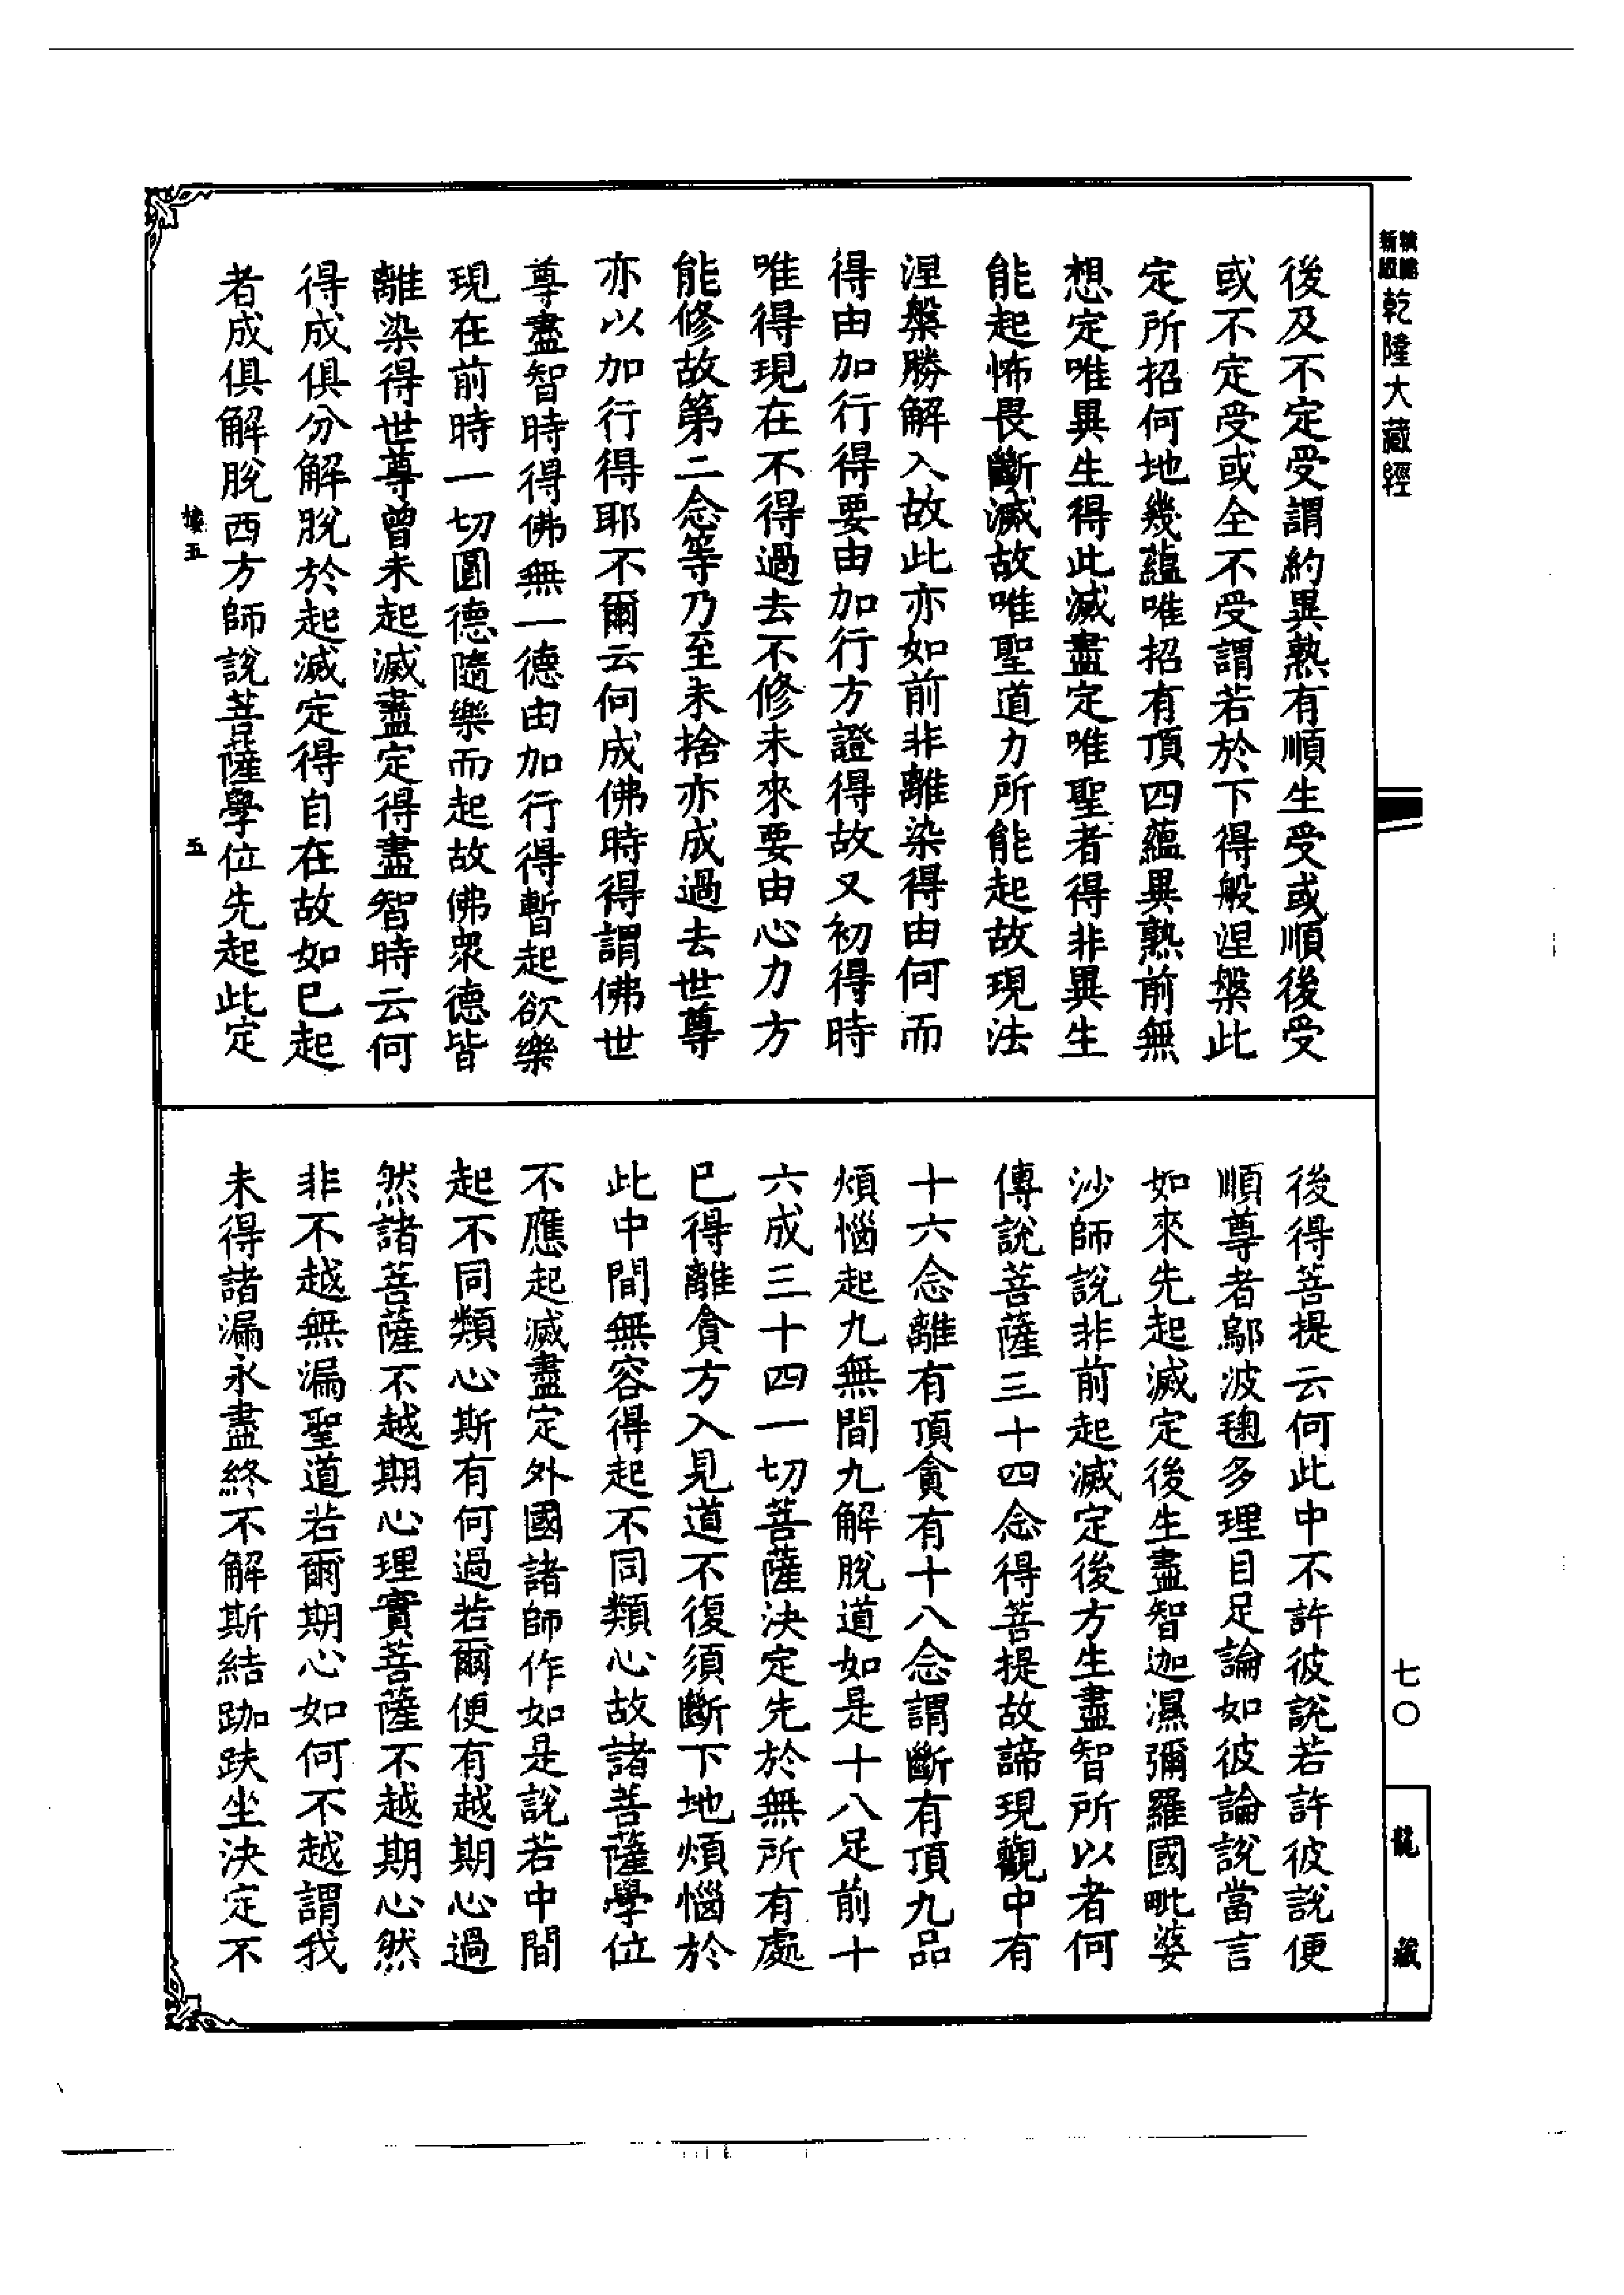 新版
乾隆大藏經
後及不定受謂約異熟有順生受或順後受
或不定受或全不受謂若於下得般涅槃此
定所招何地幾蘊唯招有頂四蘊異熟前無
想定唯異生得此滅盡定唯聖者得非異生
能起怖畏斷滅故唯聖道力所能起故現法
涅槃勝解入故此亦如前非離染得由何而
得由加行得要由加行方證得故又初得時
唯得現在不得過去不修未來要由心力方
能修故第二念等乃至未捨亦成過去世尊
亦以加行得耶不爾云何成佛時得謂佛世
尊盡智時得佛無一德由加行得暫起欲樂
現在前時一切圓德隨樂而起故佛眾德皆
離染得世尊曾未起滅盡定得盡智時云何
得成俱分解脫於起滅定得自在故如已起
者成俱解脫西方師說菩薩學位先起此定
五
五
後得菩提云何此中不許彼說若許彼說便
順尊者鄔波毱多理目足論如彼論說當言
如來先起滅定後生盡智迦濕彌羅國毗婆
沙師說非前起滅定後方生盡智所以者何
傳說菩薩三十四念得菩提故諦現觀中有
十六念離有頂貪有十八念謂斷有頂九品
煩惱起九無間九解脫道如是十八足前十
六成三十四一切菩薩決定先於無所有處
已得離貪方入見道不復須斷下地煩惱於
此中間無容得起不同類心故諸菩薩學位
不應起滅盡定外國諸師作如是說若中間
起不同類心斯有何過若爾便有越期心過
然諸菩薩不越期心理實菩薩不越期心然
非不越無漏聖道若爾期心如何不越謂我
未得諸漏永盡終不解斯結跏趺坐決定不
七〇
龍藏